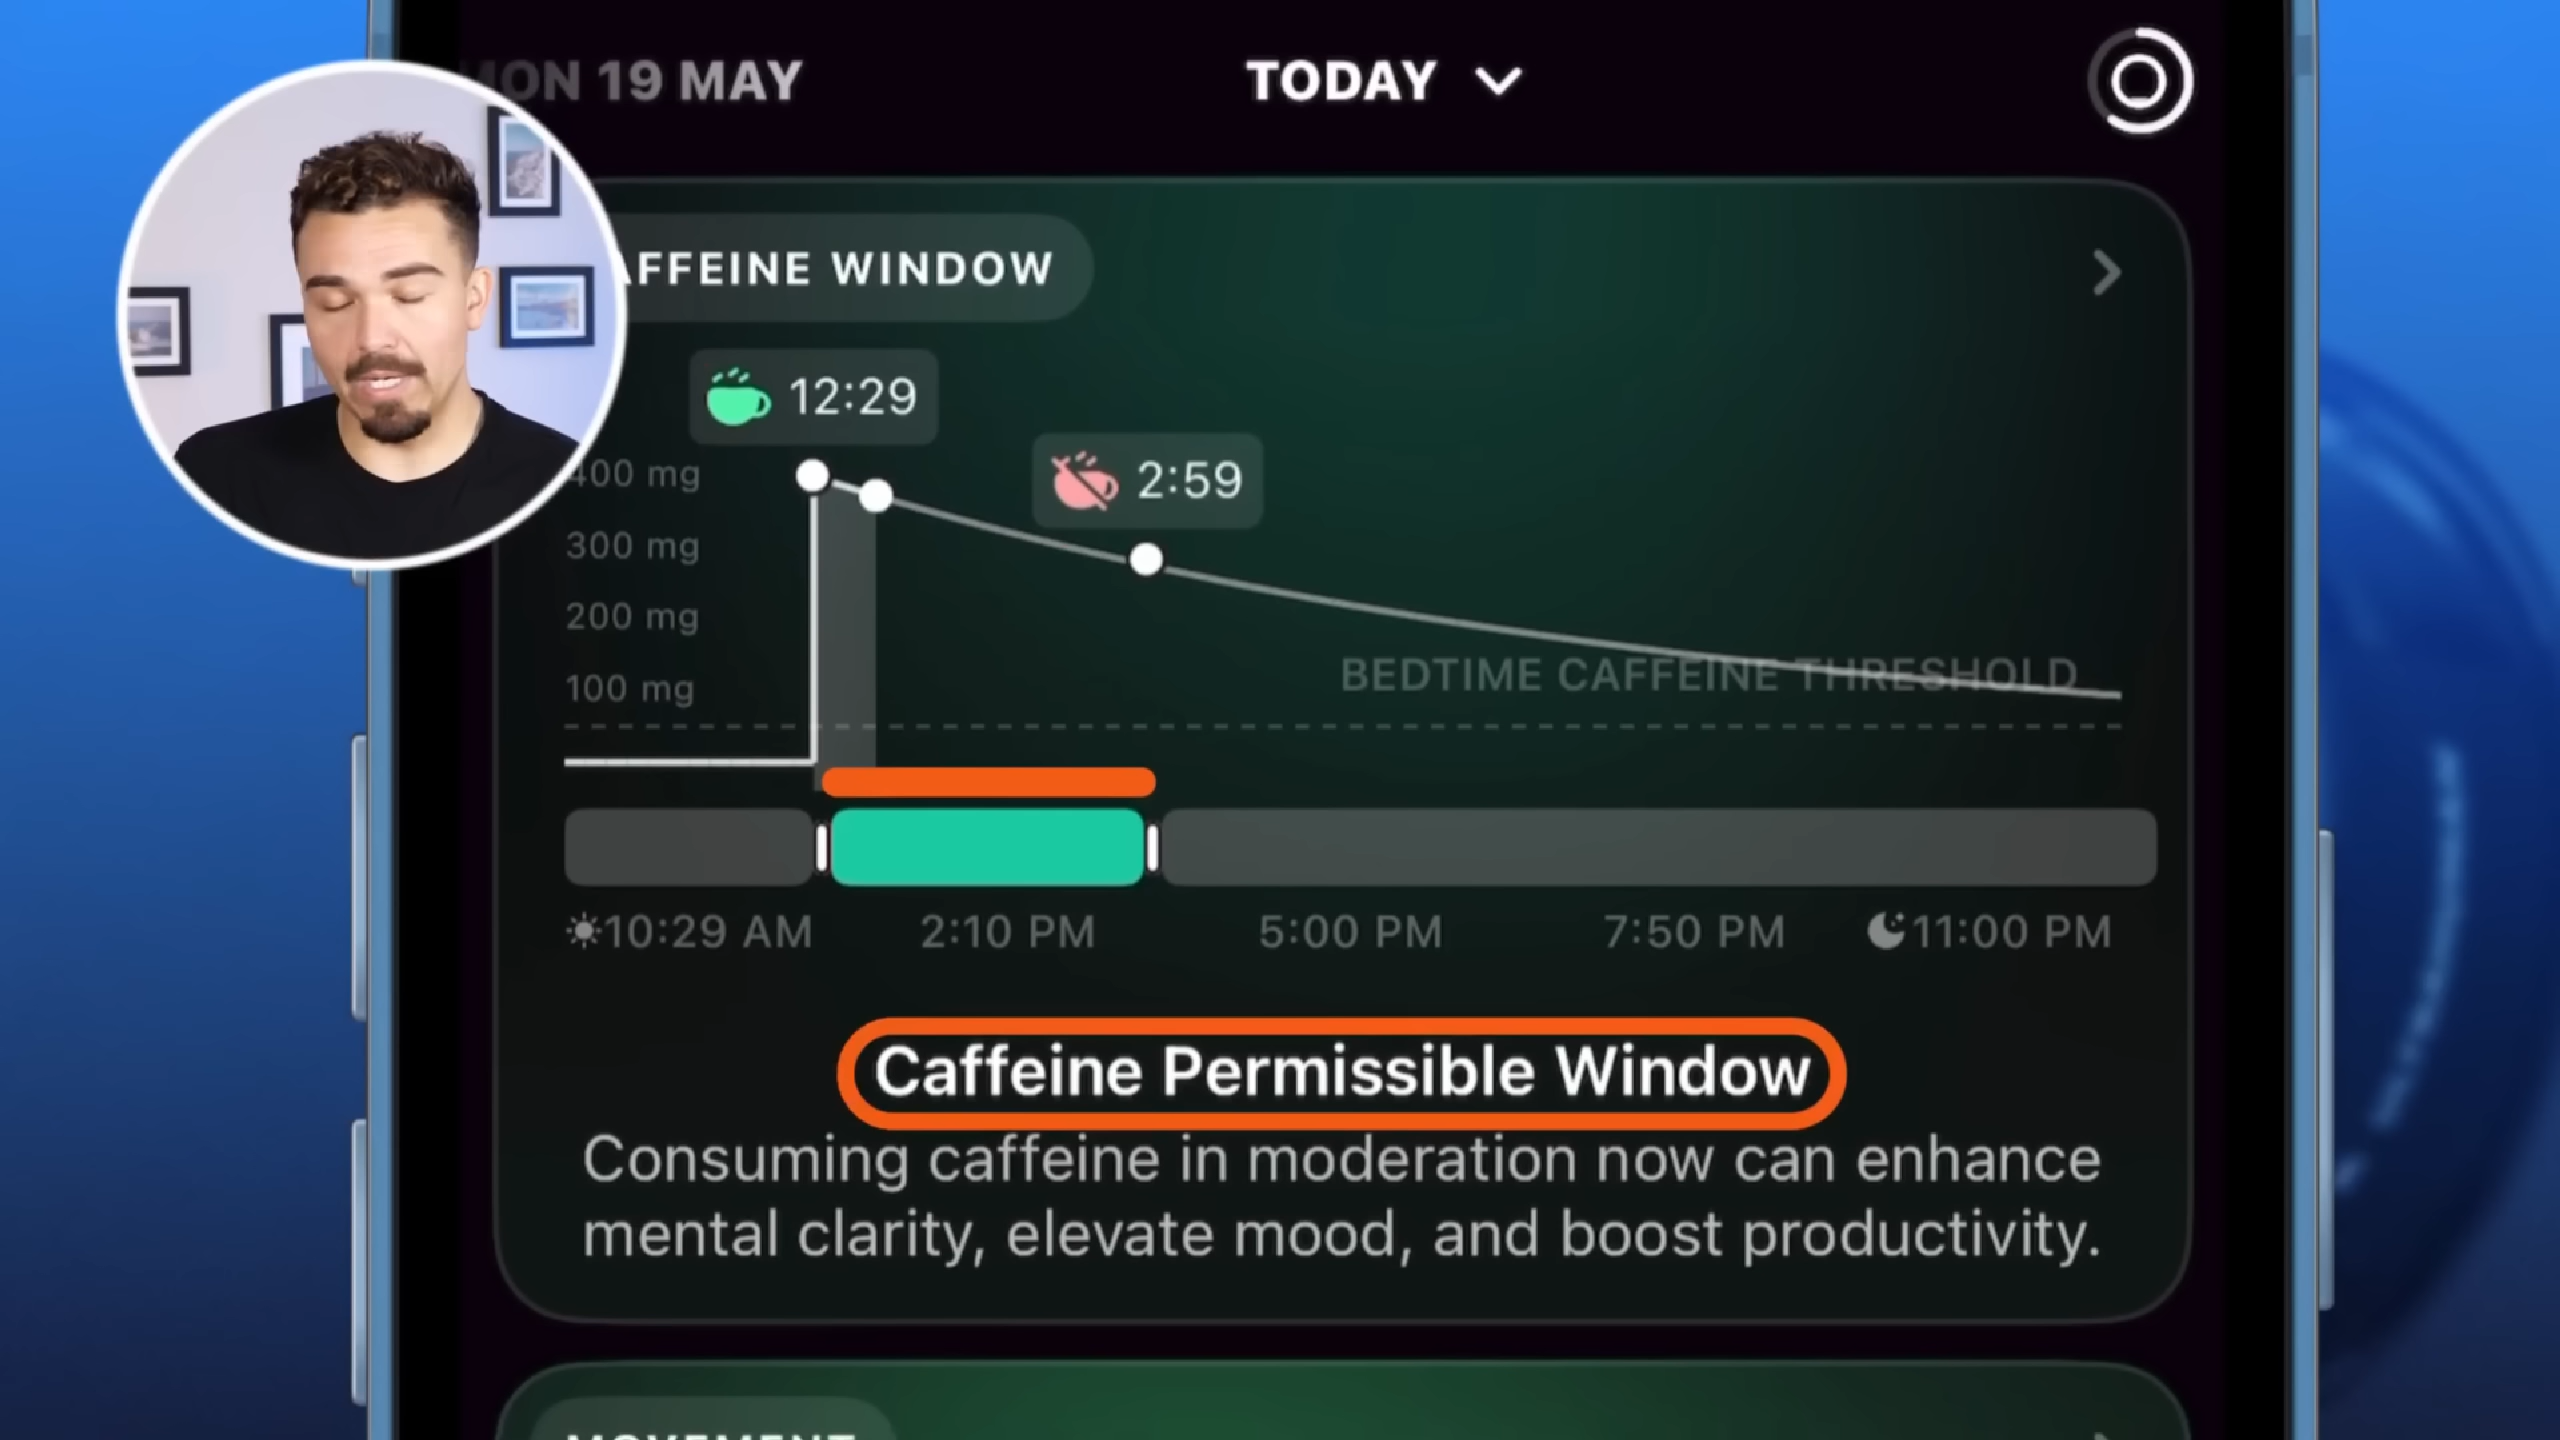 MON 19 MAY
TODAY
AFFEINE WINDOW
12:29
2:59
400 mg
300 mg
200 mg
100 mg
BEDTIME CAFFEINE THRESHOLD
10:29 AM 2:10 PM 5:00 PM 7:50 PM 11:00 PM
Caffeine Permissible Window
Consuming caffeine in moderation now can enhance
mental clarity, elevate mood, and boost productivity.
MOVEMENT